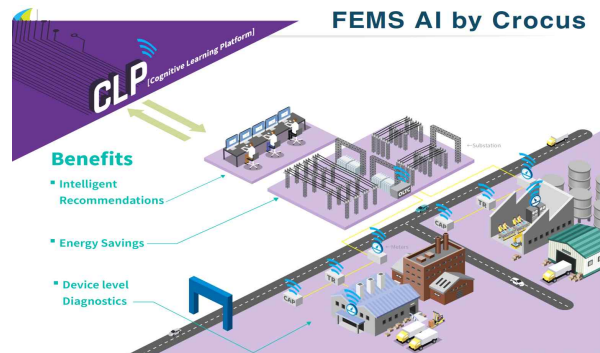 FEMS AI by Crocus
CLP
[Cognitive Learning Platform]
Benefits
Intelligent
Recommendations
Energy Savings
Device level
Diagnostics
Substation
OLTC
TR
CAP
Meters
TR
CAP